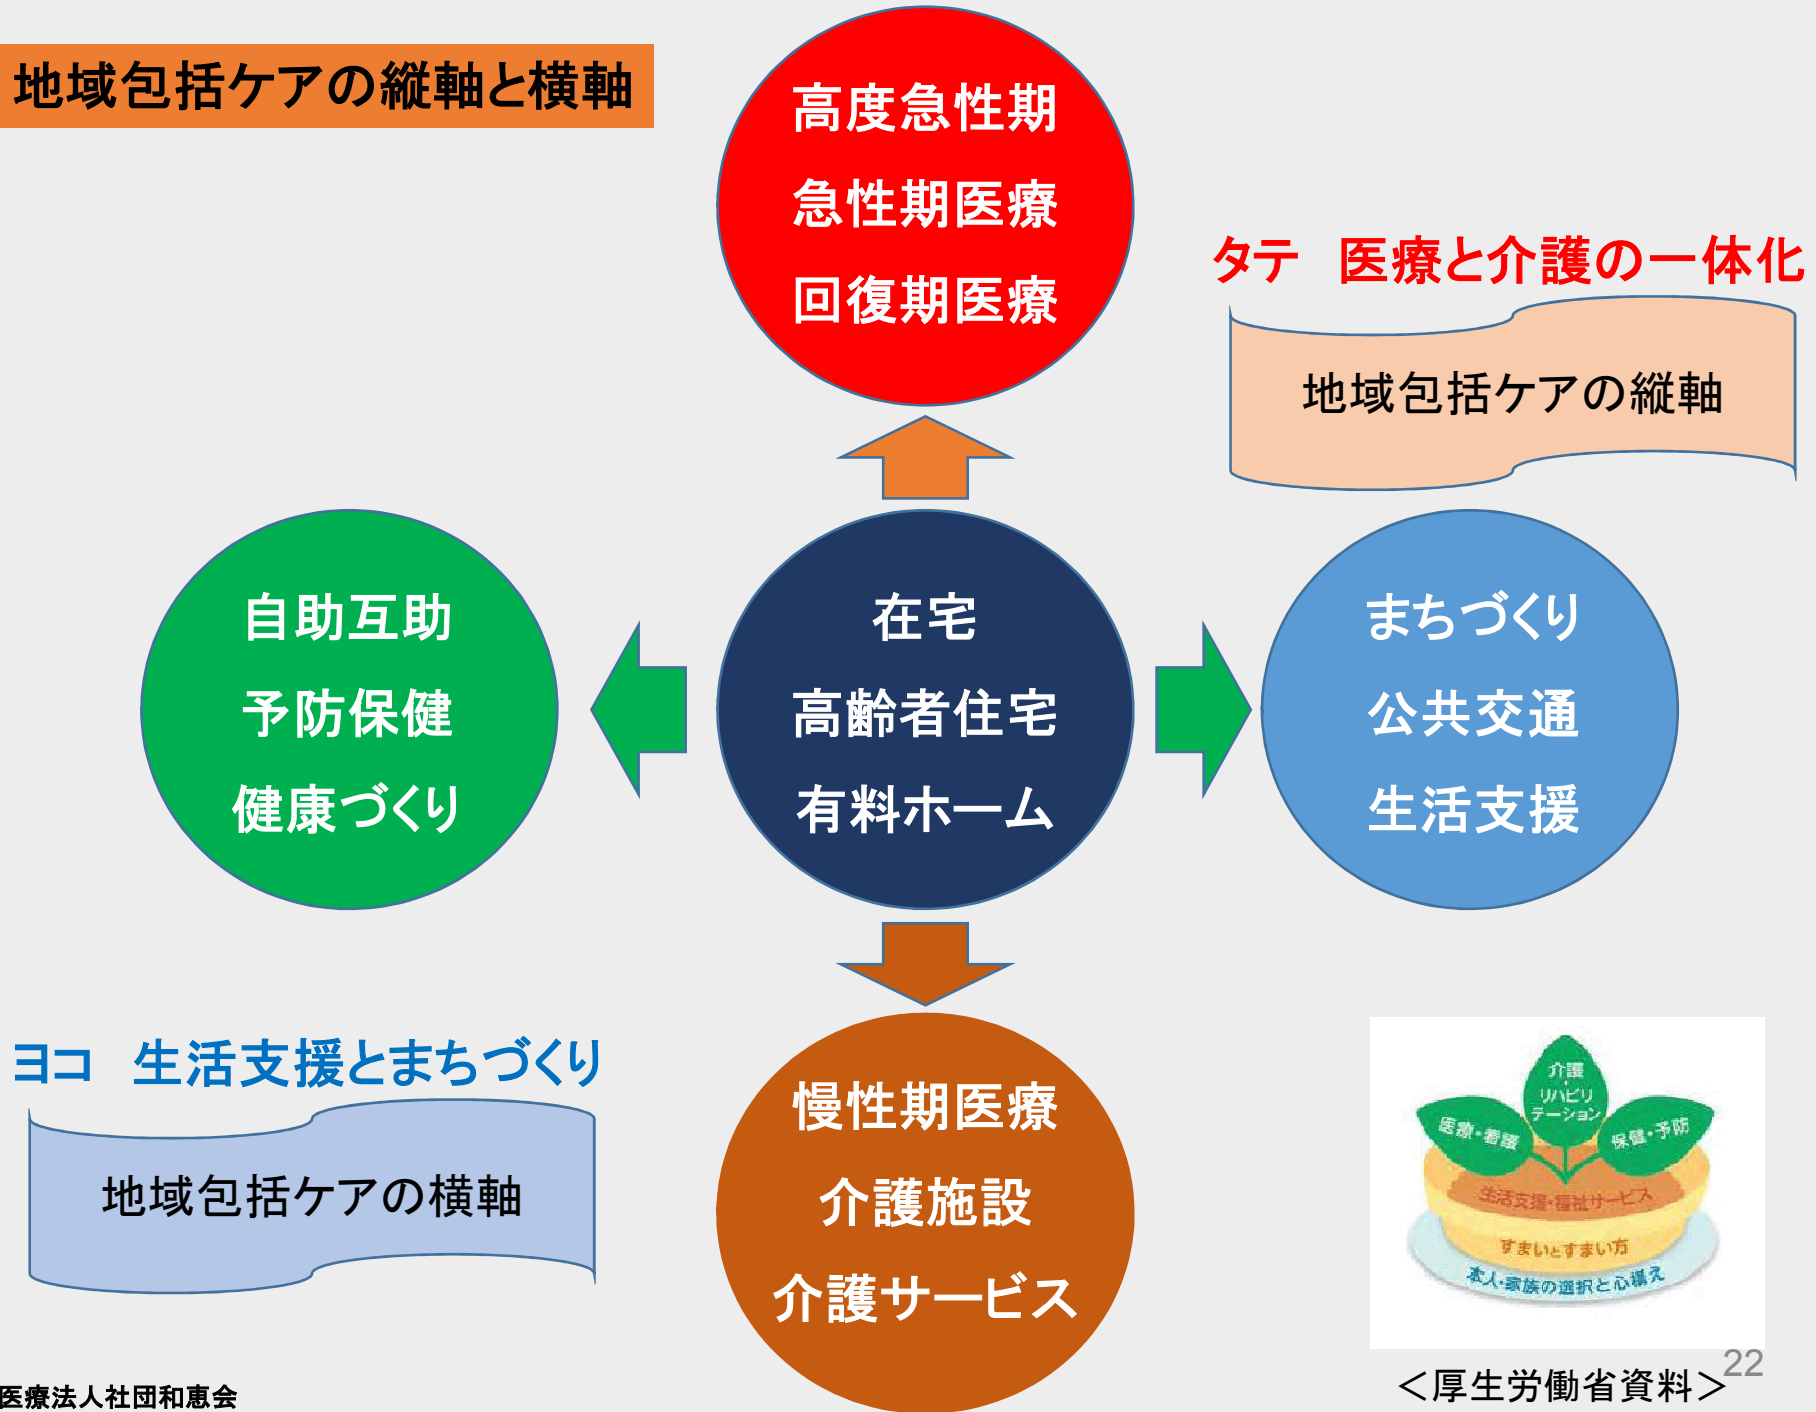 地域包括ケアの縦軸と横軸
高度急性期
急性期医療
回復期医療
タテ　医療と介護の一体化
地域包括ケアの縦軸
自助互助
予防保健
健康づくり
在宅
高齢者住宅
有料ホーム
まちづくり
公共交通
生活支援
ヨコ　生活支援とまちづくり
地域包括ケアの横軸
慢性期医療
介護施設
介護サービス
介護
・
リハビリ
テーション
医療・看護
保健・予防
生活支援・福祉サービス
すまいとすまい方
本人・家族の選択と心構え
＜厚生労働省資料＞
22
医療法人社団和恵会